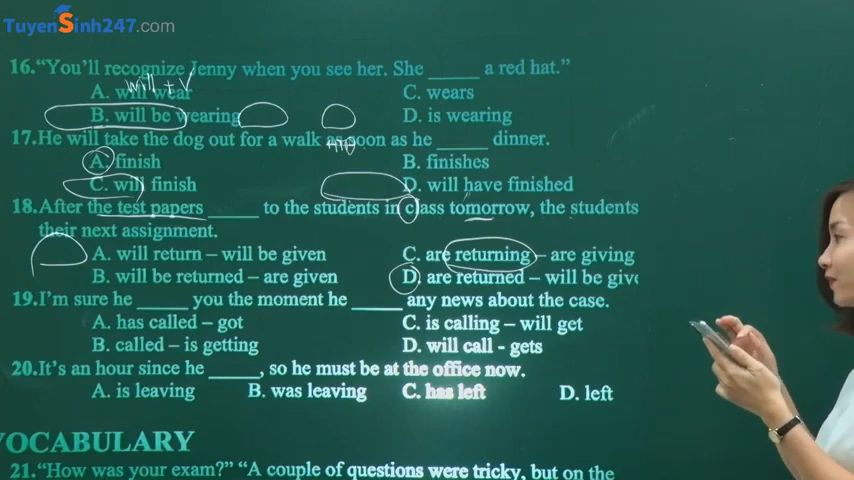 TuyenSinh247.com
16.“You’ll recognize Jenny when you see her. She _____ a red hat.”
will + V
A. will wear C. wears
B. will be wearing D. is wearing
17.He will take the dog out for a walk as soon as he _____ dinner.
A. finish B. finishes
C. will finish D. will have finished
18.After the test papers _____ to the students in class tomorrow, the students
their next assignment.
A. will return – will be given C. are returning – are giving
B. will be returned – are given D. are returned – will be give
19.I’m sure he _____ you the moment he _____ any news about the case.
A. has called – got C. is calling – will get
B. called – is getting D. will call - gets
20.It’s an hour since he _____, so he must be at the office now.
A. is leaving B. was leaving C. has left D. left
VOCABULARY
21.“How was your exam?” “A couple of questions were tricky, but on the